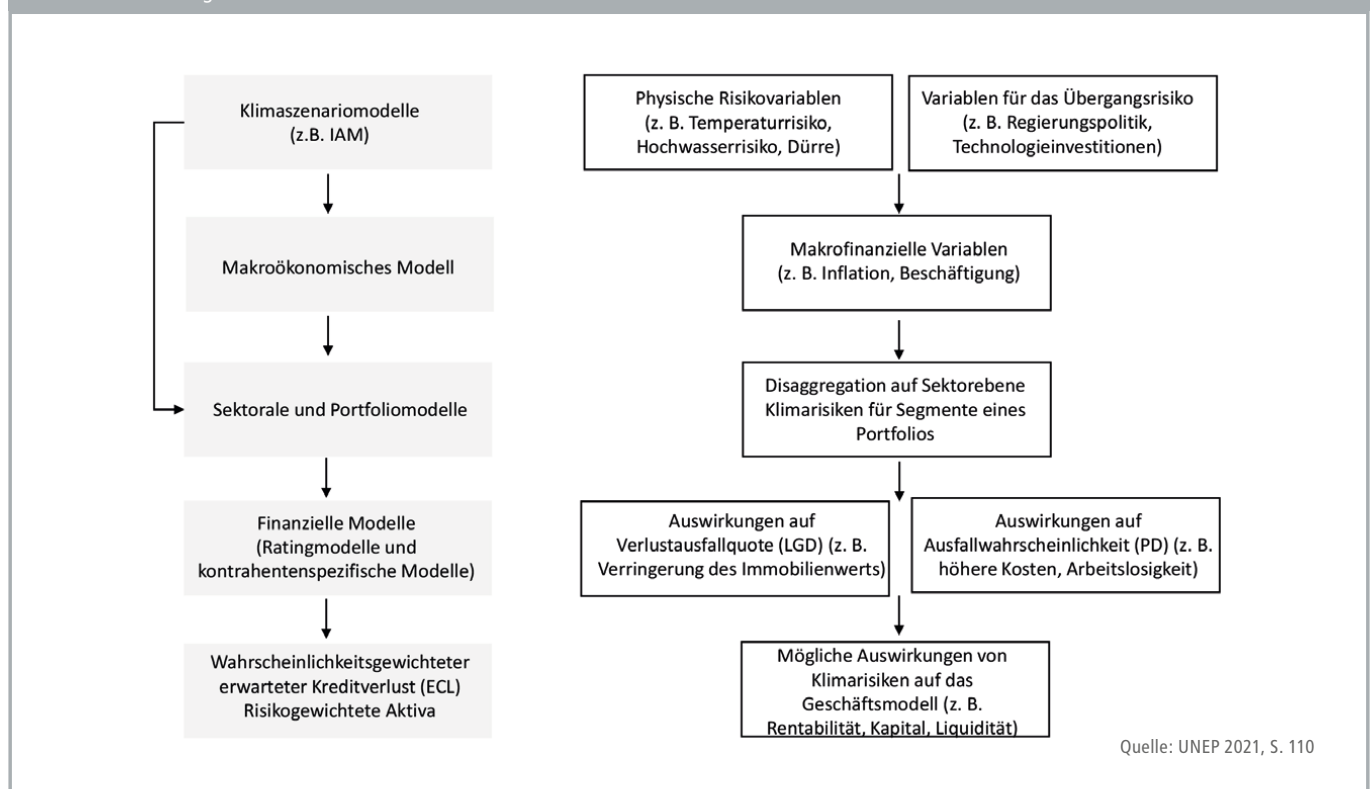 Klimaszenariomodelle
(z.B. IAM)
Physische Risikovariablen
(z. B. Temperaturrisiko,
Hochwasserrisiko, Dürre)
Variablen für das Übergangsrisiko
(z. B. Regierungspolitik,
Technologieinvestitionen)
Makroökonomisches Modell
Makrofinanzielle Variablen
(z. B. Inflation, Beschäftigung)
Sektorale und Portfoliomodelle
Disaggregation auf Sektorebene
Klimarisiken für Segmente eines
Portfolios
Finanzielle Modelle
(Ratingmodelle und
kontrahentenspezifische Modelle)
Auswirkungen auf
Verlustausfallquote (LGD) (z. B.
Verringerung des Immobilienwerts)
Auswirkungen auf
Ausfallwahrscheinlichkeit (PD) (z. B.
höhere Kosten, Arbeitslosigkeit)
Wahrscheinlichkeitsgewichteter
erwarteter Kreditverlust (ECL)
Risikogewichtete Aktiva
Mögliche Auswirkungen von
Klimarisiken auf das
Geschäftsmodell (z. B.
Rentabilität, Kapital, Liquidität)
Quelle: UNEP 2021, S. 110